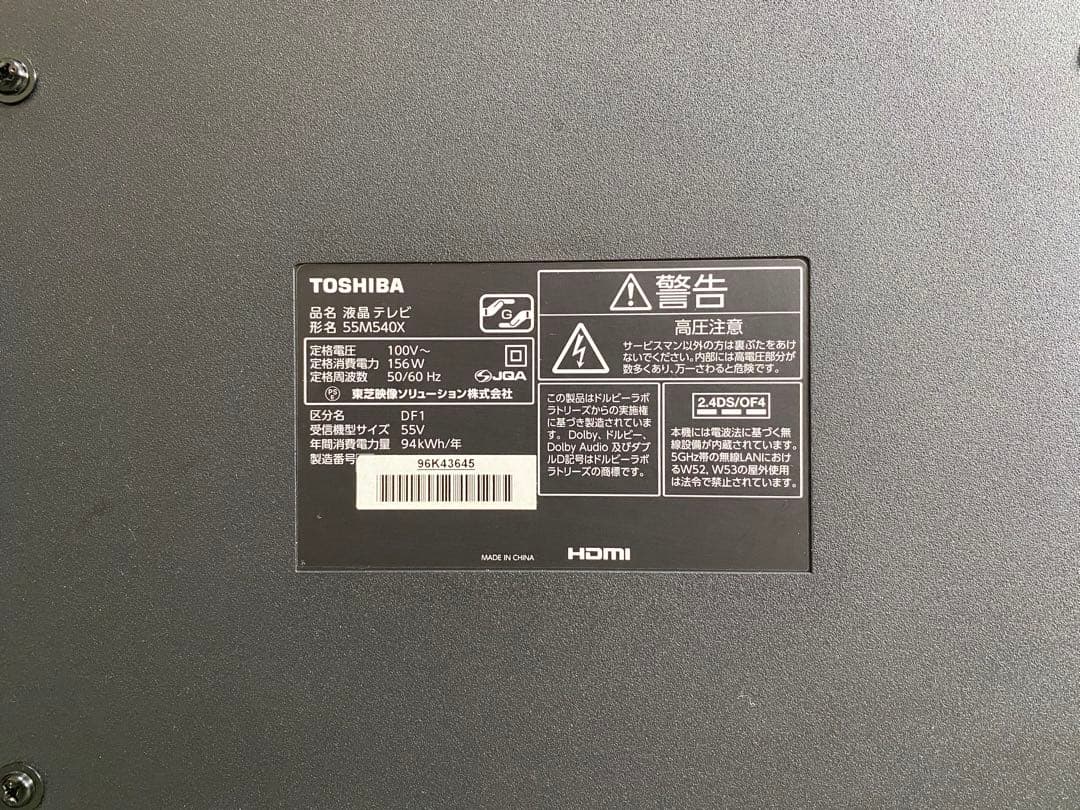 TOSHIBA
品名 液晶テレビ
形名 55M540X
G
定格電圧 100V～
定格消費電力 156W
定格周波数 50/60 Hz
JQA
PS
E
東芝映像ソリューション株式会社
区分名 DF1
受信機型サイズ 55V
年間消費電力量 94kWh/年
製造番号
96K43645
MADE IN CHINA
HDMI
警告
高圧注意
サービスマン以外の方は裏ぶたをあけ
ないでください。内部には高電圧部分が
数多くあり、万一さわると危険です。
この製品はドルビーラボ
ラトリーズからの実施権
に基づき製造されていま
す。Dolby、ドルビー、
Dolby Audio 及びダブ
ルD記号はドルビーラボ
ラトリーズの商標です。
2.4DS/OF4
本機には電波法に基づく無
線設備が内蔵されています。
5GHz帯の無線LANにおけ
るW52、W53の屋外使用
は法令で禁止されています。